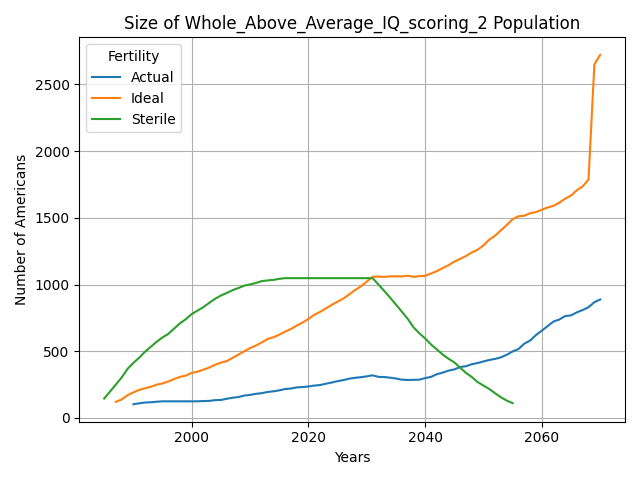 Size of Whole_Above_Average_IQ_scoring_2 Population
Fertility
Actual
Ideal
Sterile
Number of Americans
2500
2000
1500
1000
500
0
2000
2020
2040
2060
Years